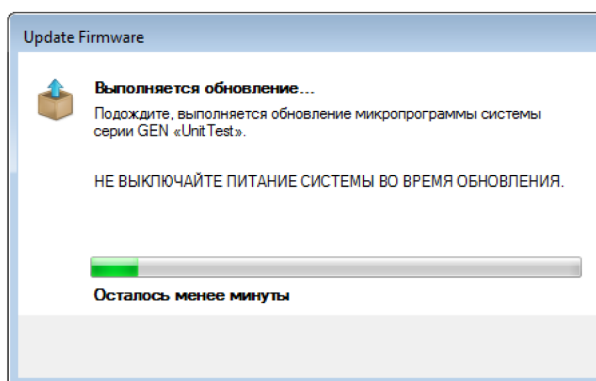 Update Firmware
Выполняется обновление...
Подождите, выполняется обновление микропрограммы системы
серии GEN «UnitTest».
НЕ ВЫКЛЮЧАЙТЕ ПИТАНИЕ СИСТЕМЫ ВО ВРЕМЯ ОБНОВЛЕНИЯ.
Осталось менее минуты